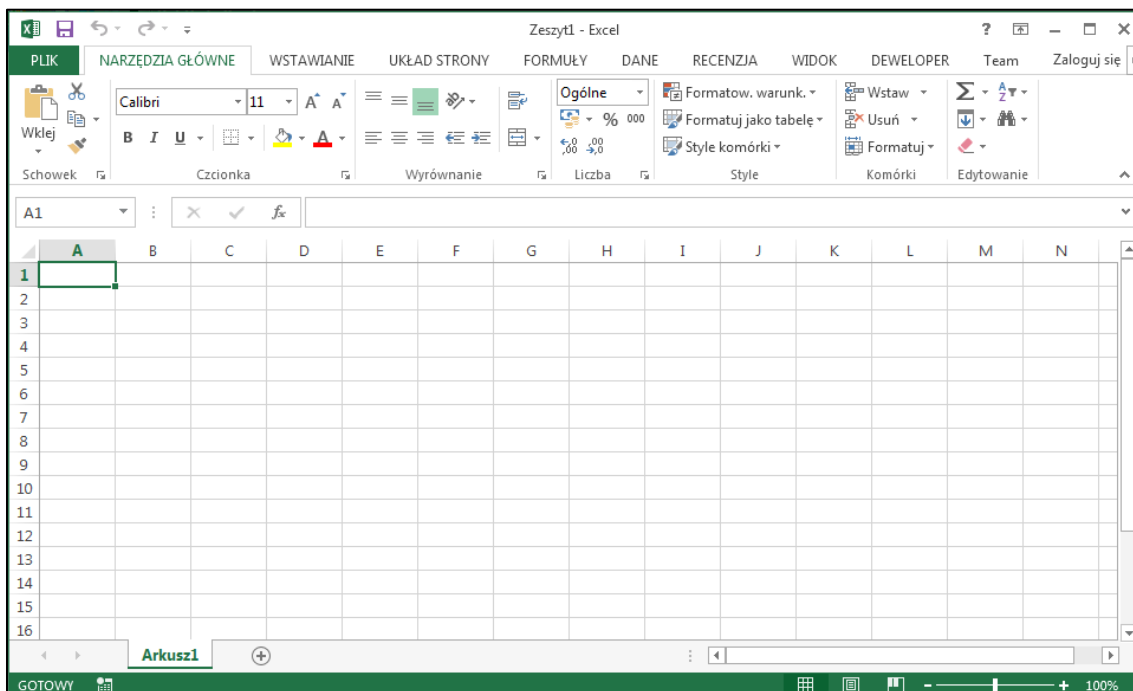 Zeszyt1 - Excel ?
PLIK NARZĘDZIA GŁÓWNE WSTAWIANIE UKŁAD STRONY FORMUŁY DANE RECENZJA WIDOK DEWELOPER Team Zaloguj się
Wklej
Calibri 11 A A
B I U A
Ogólne
% 000
Formatow. warunk.
Formatuj jako tabelę
Style komórki
Wstaw
Usuń
Formatuj
Schowek Czcionka Wyrównanie Liczba Style Komórki Edytowanie
A1 fx
A B C D E F G H I J K L M N
1
2
3
4
5
6
7
8
9
10
11
12
13
14
15
16
Arkusz1
GOTOWY 100%